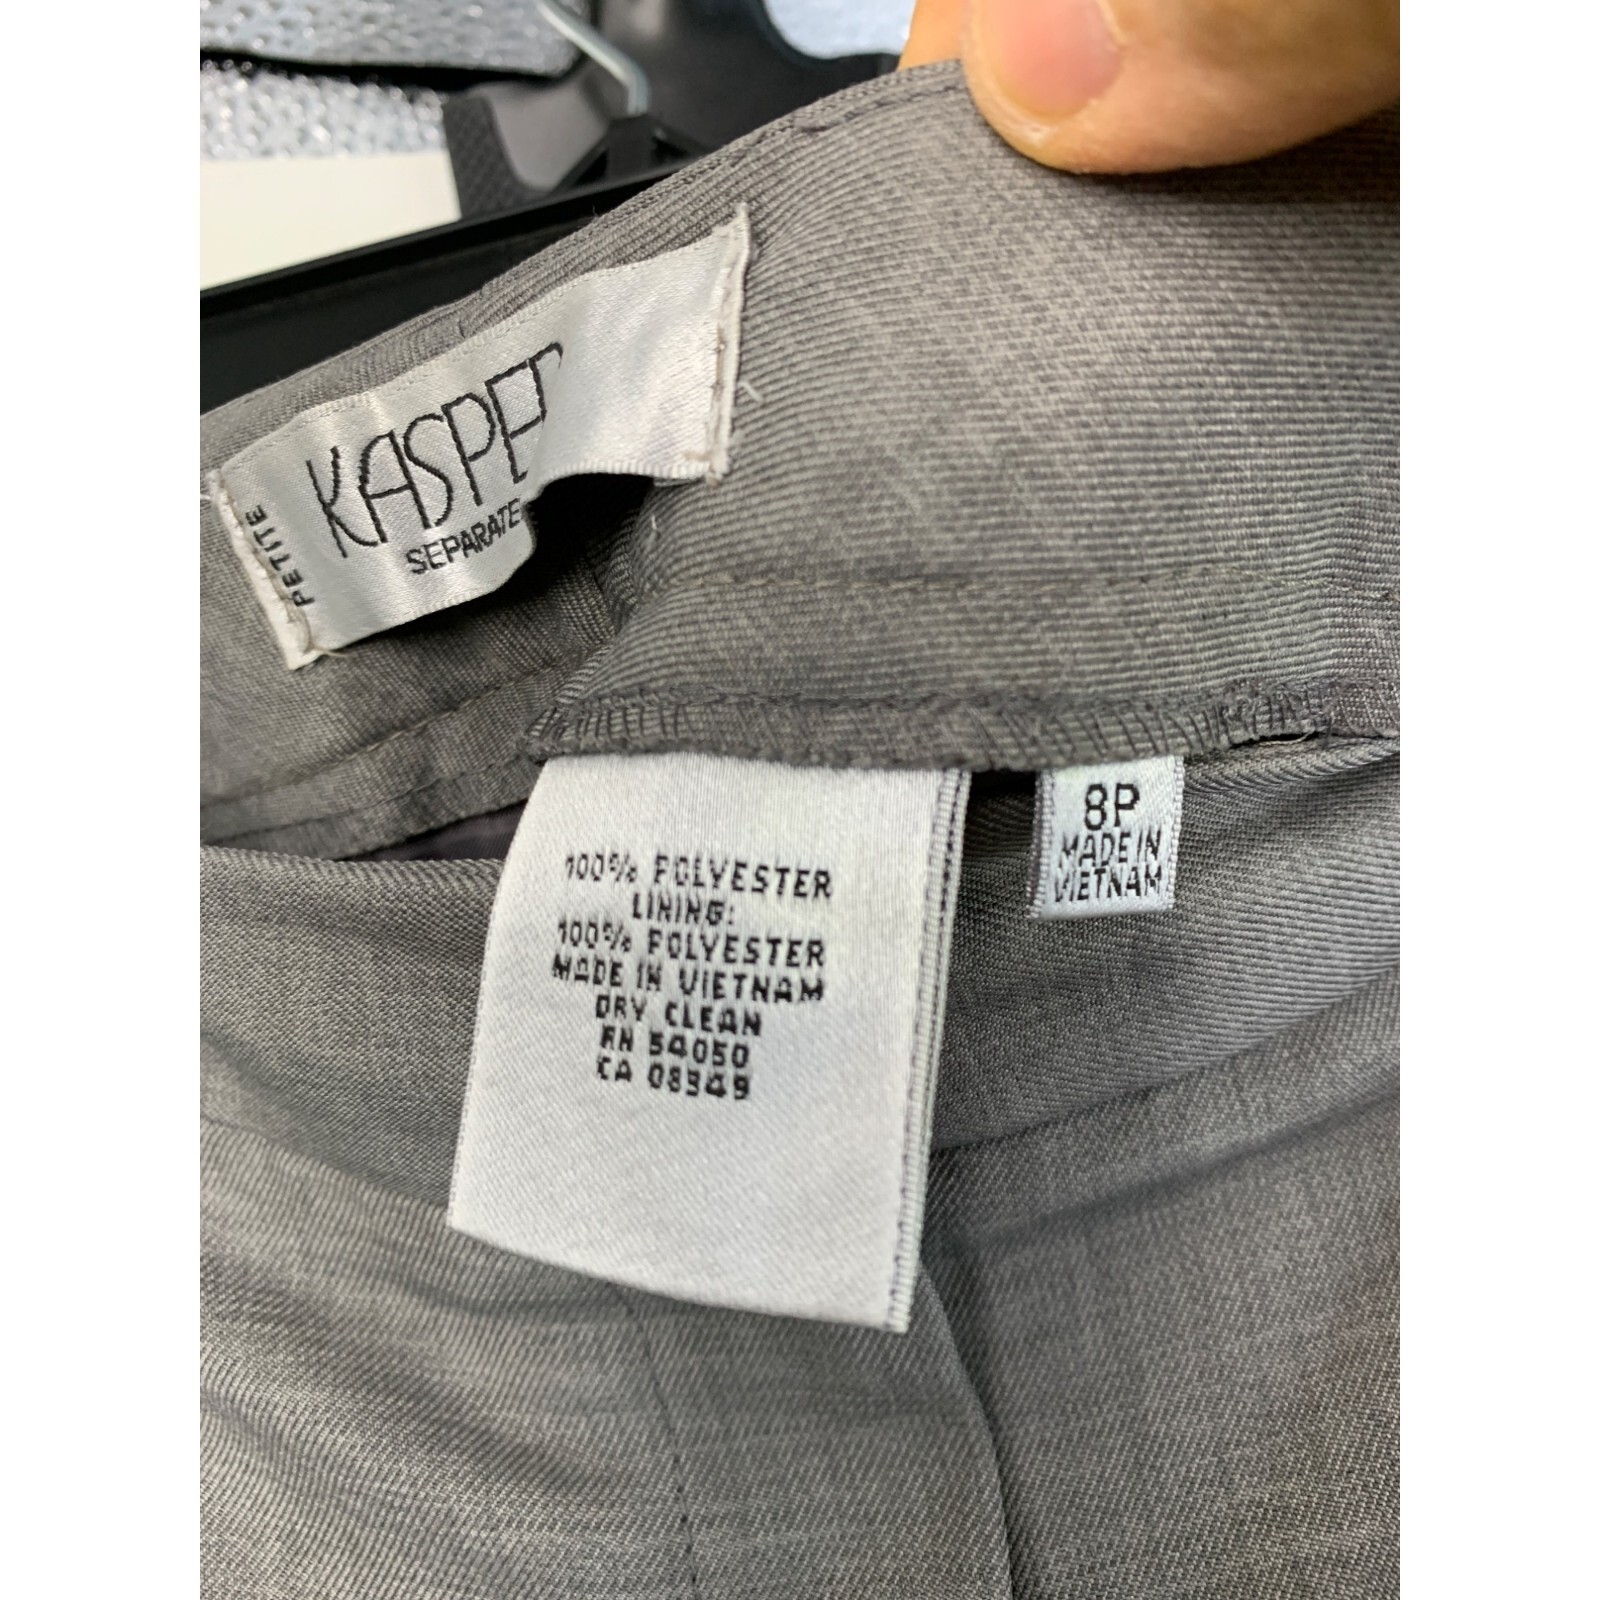 PETITE
KASPER
SEPARATE
100% POLYESTER
LINING:
100% POLYESTER
MADE IN VIETNAM
DRY CLEAN
RN 54050
CA 08949
8P
MADE IN
VIETNAM